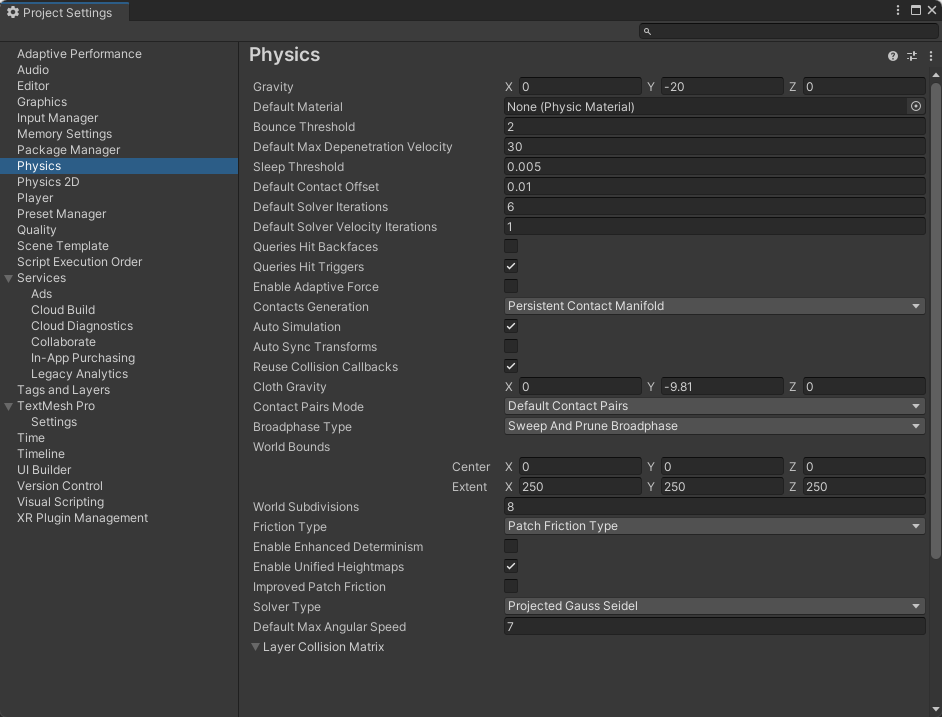 Project Settings
Adaptive Performance
Audio
Editor
Graphics
Input Manager
Memory Settings
Package Manager
Physics
Physics 2D
Player
Preset Manager
Quality
Scene Template
Script Execution Order
Services
Ads
Cloud Build
Cloud Diagnostics
Collaborate
In-App Purchasing
Legacy Analytics
Tags and Layers
TextMesh Pro
Settings
Time
Timeline
UI Builder
Version Control
Visual Scripting
XR Plugin Management
Physics
Gravity X 0 Y -20 Z 0
Default Material None (Physic Material)
Bounce Threshold 2
Default Max Depenetration Velocity 30
Sleep Threshold 0.005
Default Contact Offset 0.01
Default Solver Iterations 6
Default Solver Velocity Iterations 1
Queries Hit Backfaces
Queries Hit Triggers
Enable Adaptive Force
Contacts Generation Persistent Contact Manifold
Auto Simulation
Auto Sync Transforms
Reuse Collision Callbacks
Cloth Gravity X 0 Y -9.81 Z 0
Contact Pairs Mode Default Contact Pairs
Broadphase Type Sweep And Prune Broadphase
World Bounds
Center X 0 Y 0 Z 0
Extent X 250 Y 250 Z 250
World Subdivisions 8
Friction Type Patch Friction Type
Enable Enhanced Determinism
Enable Unified Heightmaps
Improved Patch Friction
Solver Type Projected Gauss Seidel
Default Max Angular Speed 7
Layer Collision Matrix